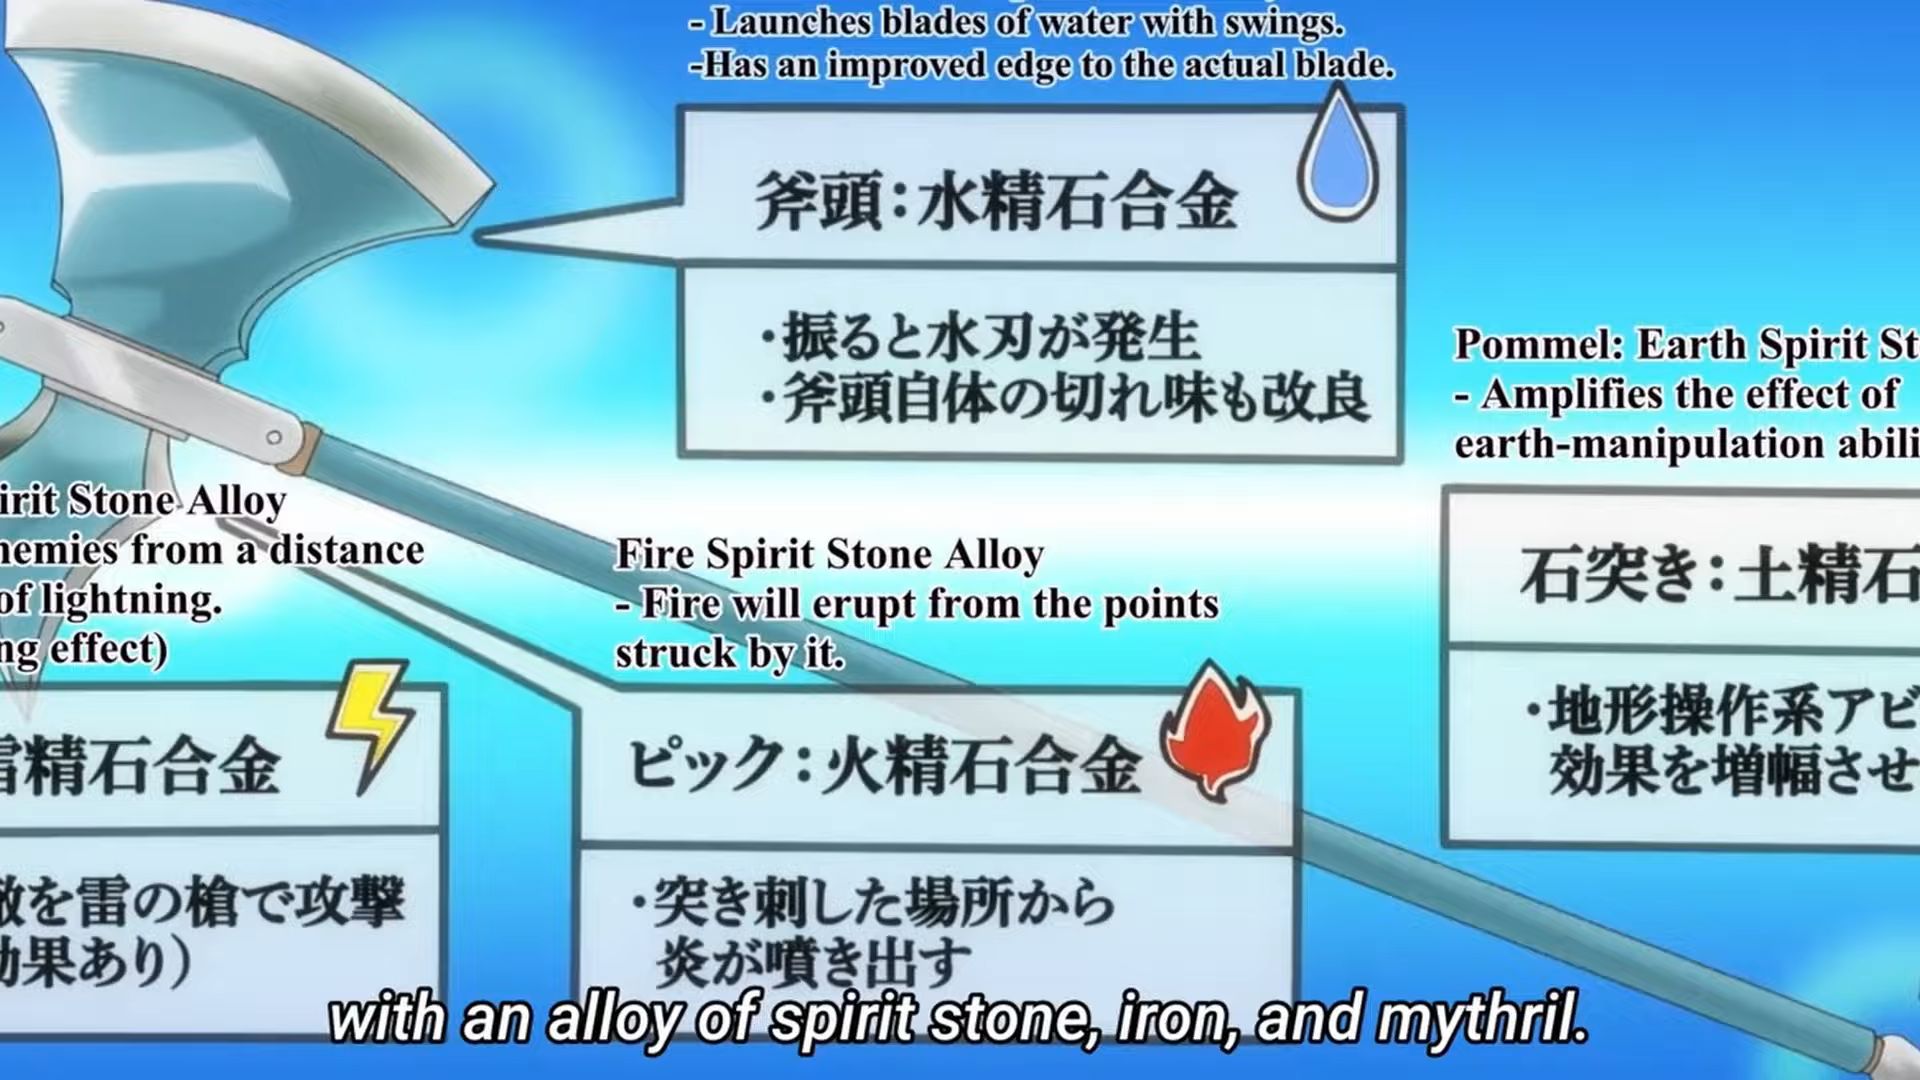 - Launches blades of water with swings.
-Has an improved edge to the actual blade.
斧頭：水精石合金
・振ると水刃が発生
・斧頭自体の切れ味も改良
Pommel: Earth Spirit St
- Amplifies the effect of
earth-manipulation abili
石突き：土精石
・地形操作系アビ
効果を増幅させ
irit Stone Alloy
nemies from a distance
of lightning.
ng effect)
雷精石合金
敵を雷の槍で攻撃
効果あり）
Fire Spirit Stone Alloy
- Fire will erupt from the points
struck by it.
ピック：火精石合金
・突き刺した場所から
炎が噴き出す
with an alloy of spirit stone, iron, and mythril.